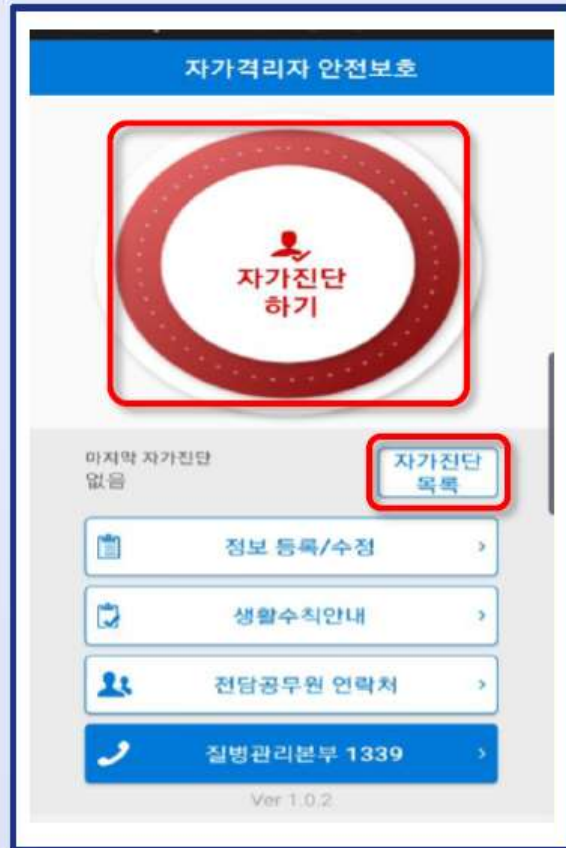 자가격리자 안전보호
자가진단
하기
마지막 자가진단
없음
자가진단
목록
정보 등록/수정
생활수칙안내
전담공무원 연락처
질병관리본부 1339
Ver 1.0.2